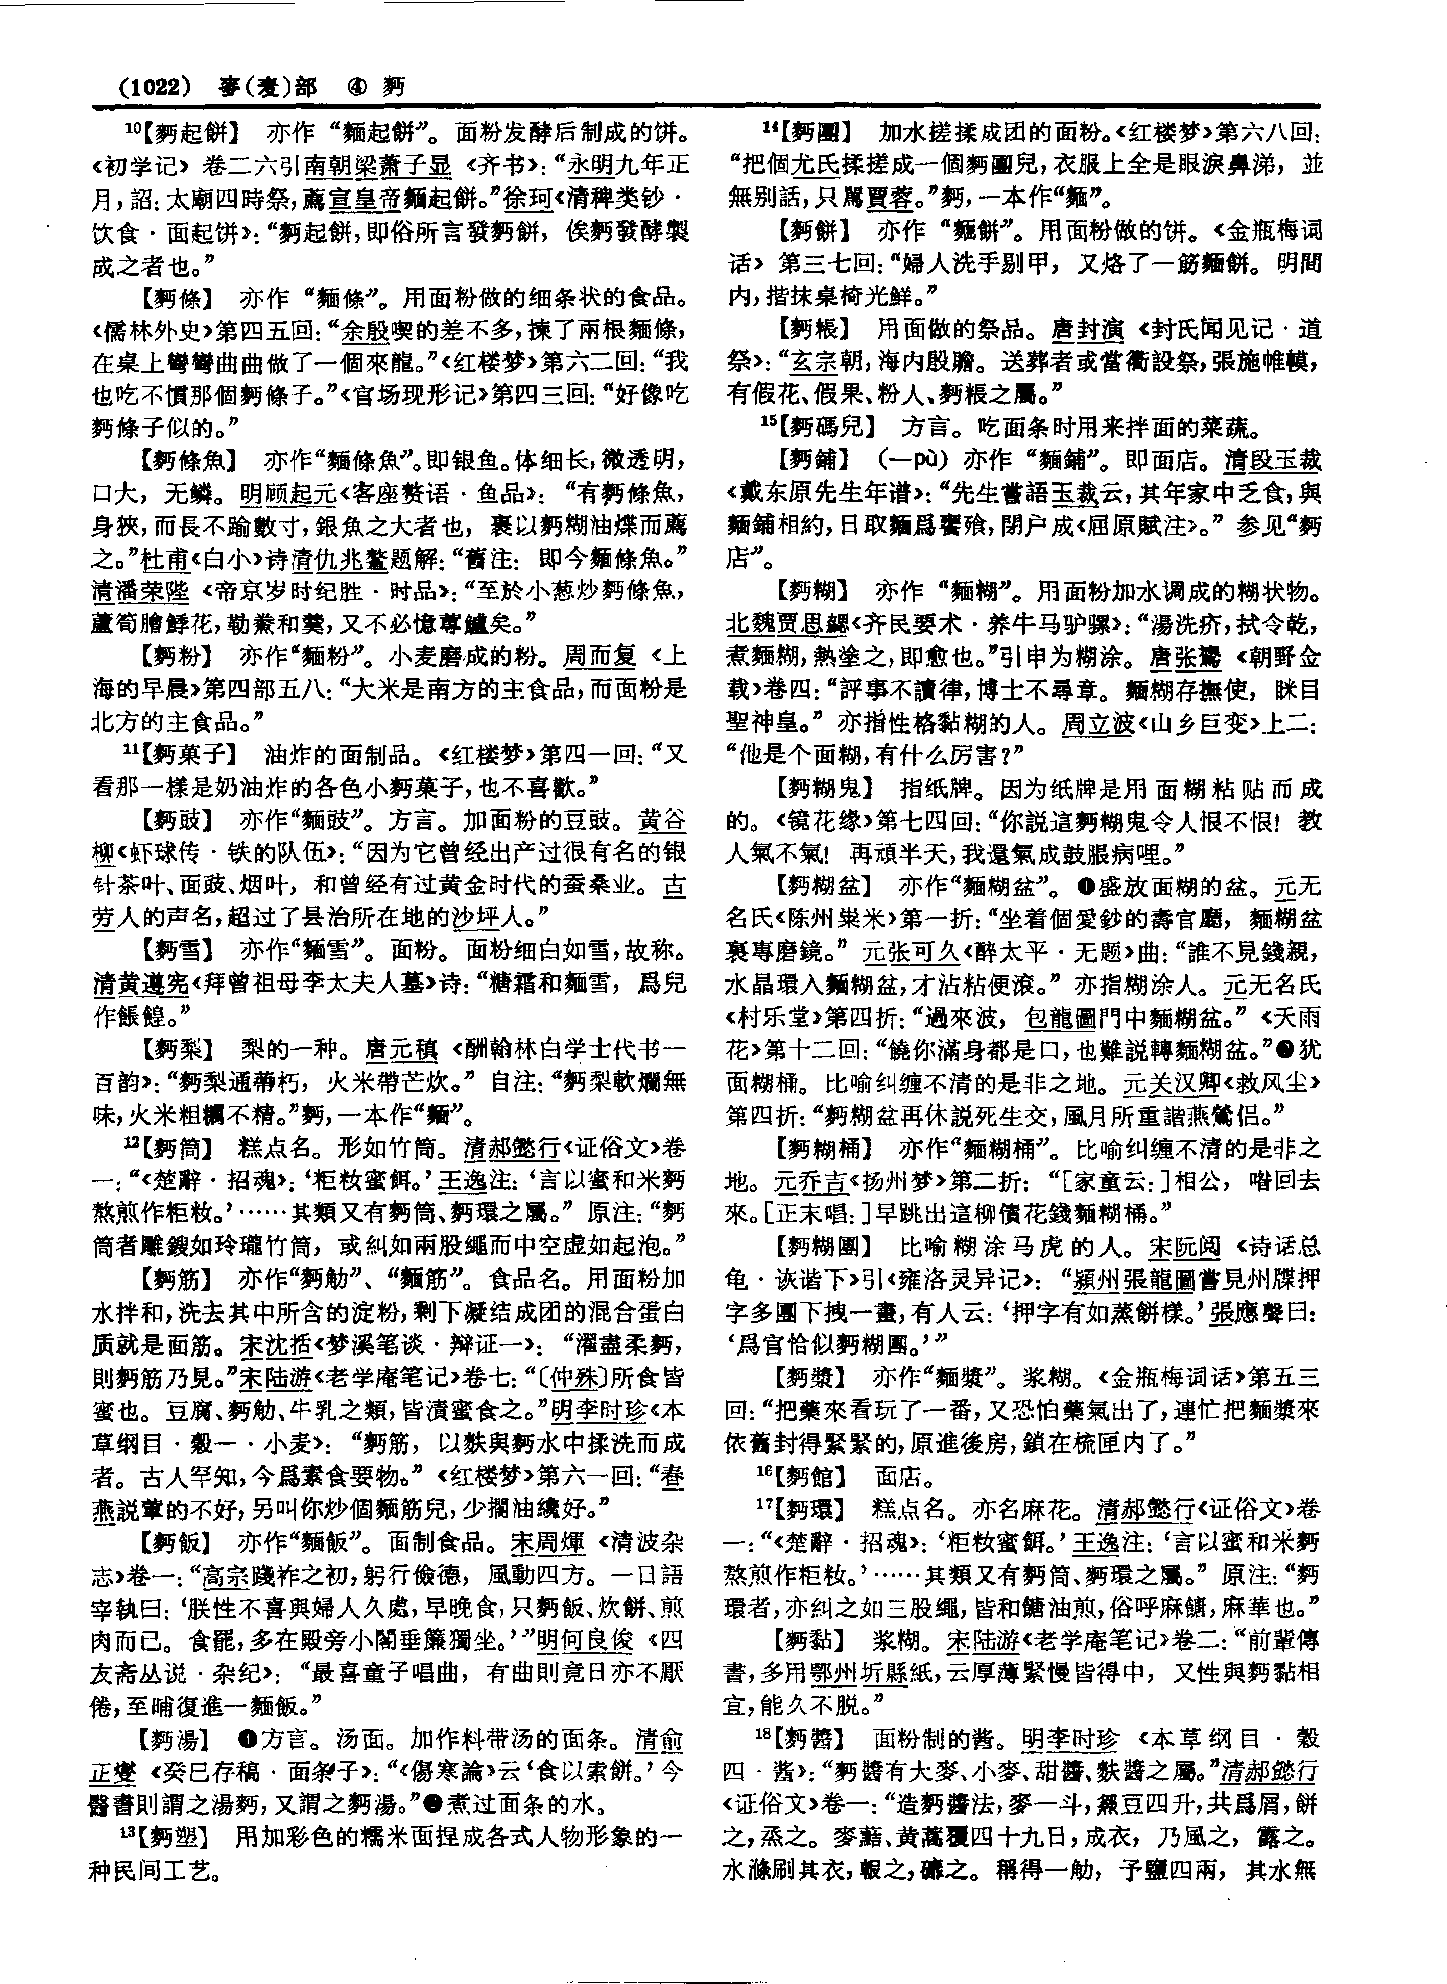 (1022) 麥(麦)部 ④ 麪
10【麪起餅】 亦作“麵起餅”。面粉发酵后制成的饼。
《初学记》卷二六引南朝梁萧子显《齐书》：“永明九年正
月，詔：太廟四時祭，薦宣皇帝麵起餅。”徐珂《清稗类钞·
饮食·面起饼》：“麪起餅，即俗所言發麪餅，俟麪發酵製
成之者也。”
【麪條】 亦作“麵條”。用面粉做的细条状的食品。
《儒林外史》第四五回：“余殷喫的差不多，揀了兩根麵條，
在桌上彎彎曲曲做了一個來龍。”《红楼梦》第六二回：“我
也吃不慣那個麪條子。”《官场现形记》第四三回：“好像吃
麪條子似的。”
【麪條魚】 亦作“麵條魚”。即银鱼。体细长，微透明，
口大，无鳞。明顾起元《客座赘语·鱼品》：“有麪條魚，
身狹，而長不踰數寸，銀魚之大者也，裹以麪糊油煠而薦
之。”杜甫《白小》诗清仇兆鳌题解：“舊注：即今麵條魚。”
清潘荣陛《帝京岁时纪胜·时品》：“至於小葱炒麪條魚，
蘆筍膾鯚花，勒鮝和羹，又不必憶蓴鱸矣。”
【麪粉】 亦作“麵粉”。小麦磨成的粉。周而复《上
海的早晨》第四部五八：“大米是南方的主食品，而面粉是
北方的主食品。”
11【麪菓子】 油炸的面制品。《红楼梦》第四一回：“又
看那一樣是奶油炸的各色小麪菓子，也不喜歡。”
【麪豉】 亦作“麵豉”。方言。加面粉的豆豉。黄谷
柳《虾球传·铁的队伍》：“因为它曾经出产过很有名的银
针茶叶、面豉、烟叶，和曾经有过黄金时代的蚕桑业。古
劳人的声名，超过了县治所在地的沙坪人。”
【麪雪】 亦作“麵雪”。面粉。面粉细白如雪，故称。
清黄遵宪《拜曾祖母李太夫人墓》诗：“糖霜和麵雪，爲兒
作餦餭。”
【麪梨】 梨的一种。唐元稹《酬翰林白学士代书一
百韵》：“麪梨通蔕朽，火米帶芒炊。”自注：“麪梨軟爛無
味，火米粗糲不精。”麪，一本作“麵”。
12【麪筒】 糕点名。形如竹筒。清郝懿行《证俗文》卷
一：“《楚辭·招魂》：‘粔籹蜜餌。’王逸注：‘言以蜜和米麪
熬煎作粔籹。’……其類又有麪筒、麪環之屬。”原注：“麪
筒者雕鎪如玲瓏竹筒，或糾如兩股繩而中空虚如起泡。”
【麪筋】 亦作“麪觔”、“麵筋”。食品名。用面粉加
水拌和，洗去其中所含的淀粉，剩下凝结成团的混合蛋白
质就是面筋。宋沈括《梦溪笔谈·辩证一》：“濯盡柔麪，
則麪筋乃見。”宋陆游《老学庵笔记》卷七：“〔仲殊〕所食皆
蜜也。豆腐、麪觔、牛乳之類，皆漬蜜食之。”明李时珍《本
草纲目·穀一·小麦》：“麪筋，以麩與麪水中揉洗而成
者。古人罕知，今爲素食要物。”《红楼梦》第六一回：“春
燕説葷的不好，另叫你炒個麵筋兒，少擱油纔好。”
【麪飯】 亦作“麵飯”。面制食品。宋周煇《清波杂
志》卷一：“高宗踐祚之初，躬行儉德，風動四方。一日語
宰執曰：‘朕性不喜與婦人久處，早晚食，只麪飯、炊餅、煎
肉而已。食罷，多在殿旁小閣垂簾獨坐。’”明何良俊《四
友斋丛说·杂纪》：“最喜童子唱曲，有曲則竟日亦不厭
倦，至晡復進一麵飯。”
【麪湯】 ❶方言。汤面。加作料带汤的面条。清俞
正燮《癸巳存稿·面条子》：“《傷寒論》云‘食以索餅。’今
醫書則謂之湯麪，又謂之麪湯。”❷煮过面条的水。
13【麪塑】 用加彩色的糯米面捏成各式人物形象的一
种民间工艺。
14【麪團】 加水搓揉成团的面粉。《红楼梦》第六八回：
“把個尤氏揉搓成一個麪團兒，衣服上全是眼淚鼻涕，並
無别話，只罵賈蓉。”麪，一本作“麵”。
【麪餅】 亦作“麵餅”。用面粉做的饼。《金瓶梅词
话》第三七回：“婦人洗手剔甲，又烙了一筯麵餅。明間
内，揩抹桌椅光鮮。”
【麪粻】 用面做的祭品。唐封演《封氏闻见记·道
祭》：“玄宗朝，海内殷贍。送葬者或當衢設祭，張施帷幙，
有假花、假果、粉人、麪粻之屬。”
15【麪碼兒】 方言。吃面条时用来拌面的菜蔬。
【麪鋪】 (—pù) 亦作“麵鋪”。即面店。清段玉裁
《戴东原先生年谱》：“先生嘗語玉裁云，其年家中乏食，與
麵鋪相約，日取麵爲饔飧，閉户成《屈原賦注》。”参见“麪
店”。
【麪糊】 亦作“麵糊”。用面粉加水调成的糊状物。
北魏贾思勰《齐民要术·养牛马驴骡》：“湯洗疥，拭令乾，
煮麵糊，熱塗之，即愈也。”引申为糊涂。唐张鷟《朝野佥
载》卷四：“評事不讀律，博士不尋章。麵糊存撫使，眯目
聖神皇。”亦指性格黏糊的人。周立波《山乡巨变》上二：
“他是个面糊，有什么厉害？”
【麪糊鬼】 指纸牌。因为纸牌是用面糊粘贴而成
的。《镜花缘》第七四回：“你説這麪糊鬼令人恨不恨！教
人氣不氣！再頑半天，我還氣成鼓脹病哩。”
【麪糊盆】 亦作“麵糊盆”。❶盛放面糊的盆。元无
名氏《陈州粜米》第一折：“坐着個愛鈔的壽官廳，麵糊盆
裏專磨鏡。”元张可久《醉太平·无题》曲：“誰不見錢親，
水晶環入麵糊盆，才沾粘便滾。”亦指糊涂人。元无名氏
《村乐堂》第四折：“過來波，包龍圖門中麵糊盆。”《天雨
花》第十二回：“饒你滿身都是口，也難説轉麵糊盆。”❷犹
面糊桶。比喻纠缠不清的是非之地。元关汉卿《救风尘》
第四折：“麪糊盆再休説死生交，風月所重諧燕鶯侣。”
【麪糊桶】 亦作“麵糊桶”。比喻纠缠不清的是非之
地。元乔吉《扬州梦》第二折：“［家童云：］相公，喒回去
來。［正末唱：］早跳出這柳債花錢麵糊桶。”
【麪糊團】 比喻糊涂马虎的人。宋阮阅《诗话总
龟·诙谐下》引《雍洛灵异记》：“潁州張龍圖嘗見州牒押
字多團下拽一畫，有人云：‘押字有如蒸餅樣。’張應聲曰：
‘爲官恰似麪糊團。’”
【麪漿】 亦作“麵漿”。浆糊。《金瓶梅词话》第五三
回：“把藥來看玩了一番，又恐怕藥氣出了，連忙把麵漿來
依舊封得緊緊的，原進後房，鎖在梳匣内了。”
16【麪館】 面店。
17【麪環】 糕点名。亦名麻花。清郝懿行《证俗文》卷
一：“《楚辭·招魂》：‘粔籹蜜餌。’王逸注：‘言以蜜和米麪
熬煎作粔籹。’……其類又有麪筒、麪環之屬。”原注：“麪
環者，亦纠之如三股繩，皆和餹油煎，俗呼麻餹，麻華也。”
【麪黏】 浆糊。宋陆游《老学庵笔记》卷二：“前輩傳
書，多用鄂州圻縣紙，云厚薄緊慢皆得中，又性與麪黏相
宜，能久不脱。”
18【麪醬】 面粉制的酱。明李时珍《本草纲目·穀
四·酱》：“麪醬有大麥、小麥、甜醬、麩醬之屬。”清郝懿行
《证俗文》卷一：“造麪醬法，麥一斗，豆四升，共爲屑，餅
之，蒸之。麥䕸、黄蒿覆四十九日，成衣，乃風之，露之。
水滌刷其衣，之，之。稱得一觔，予鹽四兩，其水無